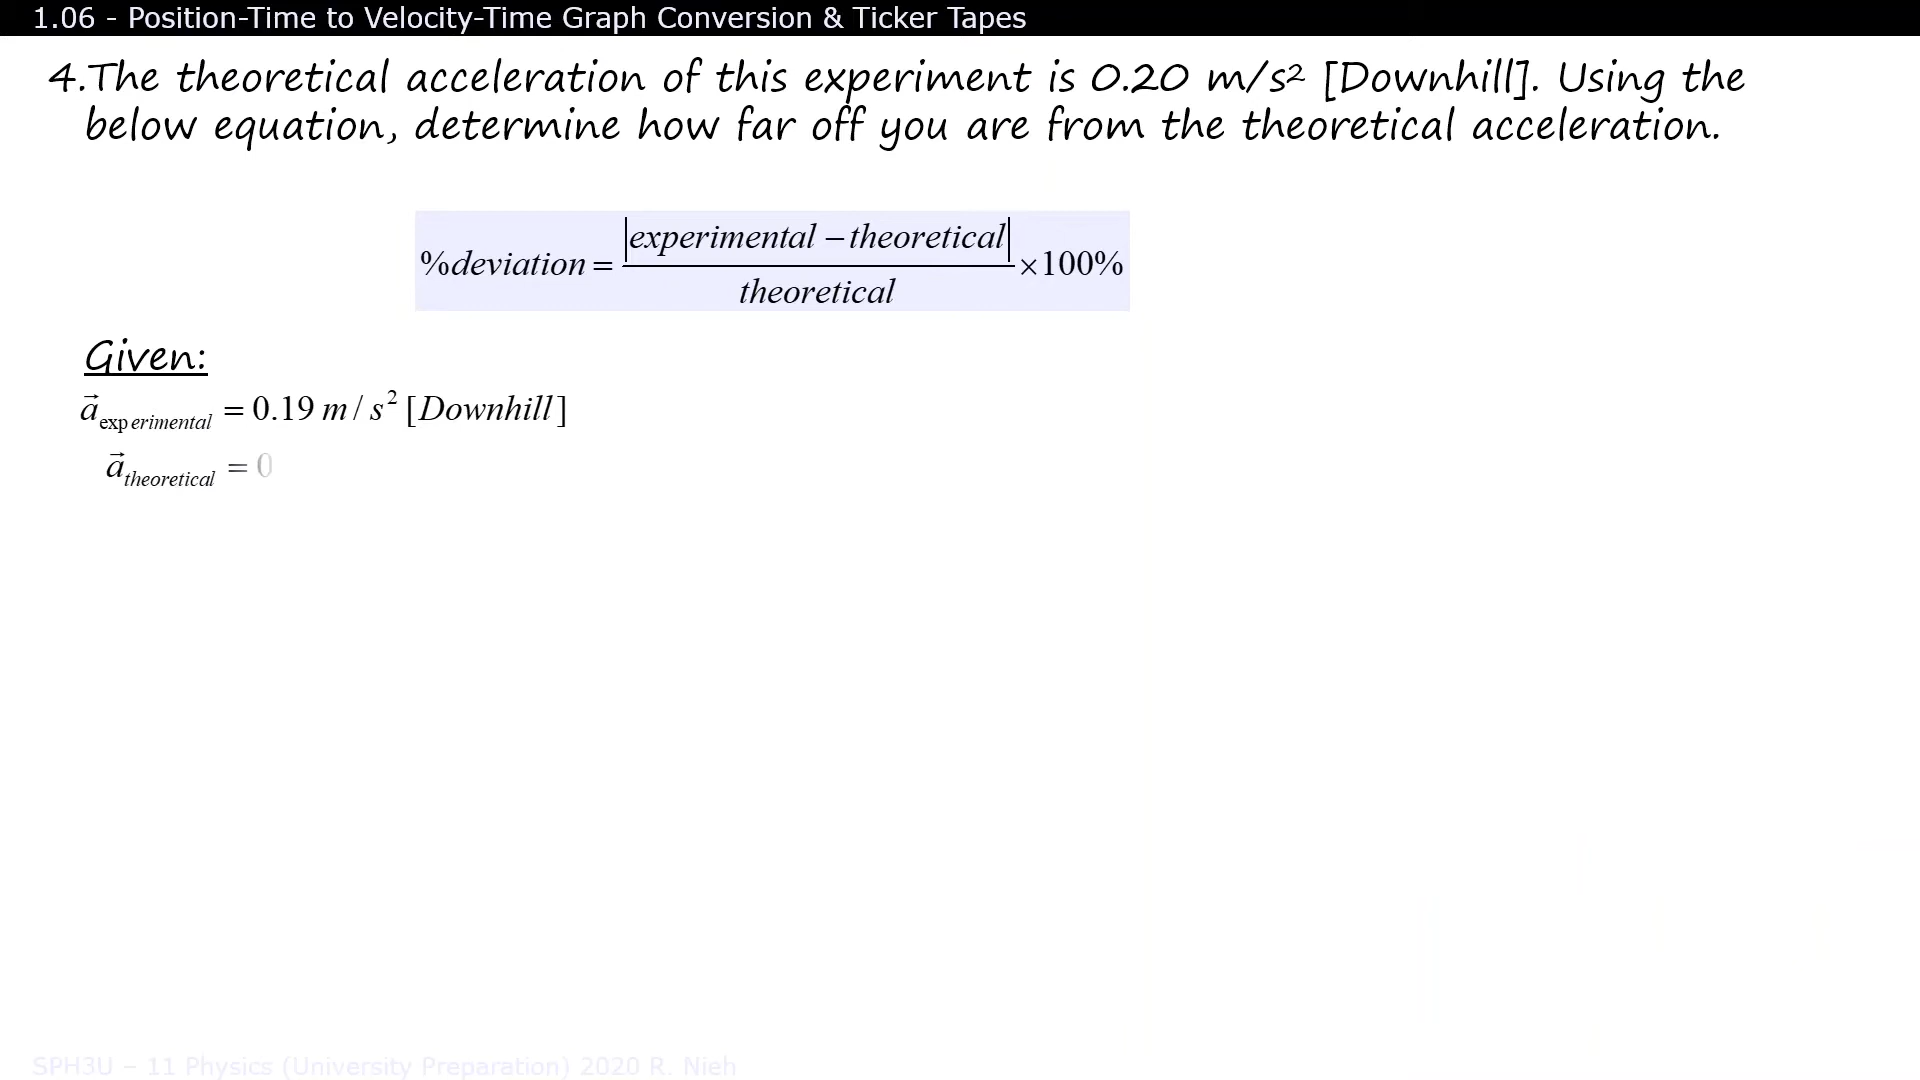 1.06 - Position-Time to Velocity-Time Graph Conversion & Ticker Tapes
4.The theoretical acceleration of this experiment is 0.20 m/s² [Downhill]. Using the
below equation, determine how far off you are from the theoretical acceleration.
%deviation = |experimental – theoretical| / theoretical ×100%
Given:
a⃗ experimental = 0.19 m / s² [Downhill]
a⃗ theoretical = 0
SPH3U – 11 Physics (University Preparation) 2020 R. Nieh